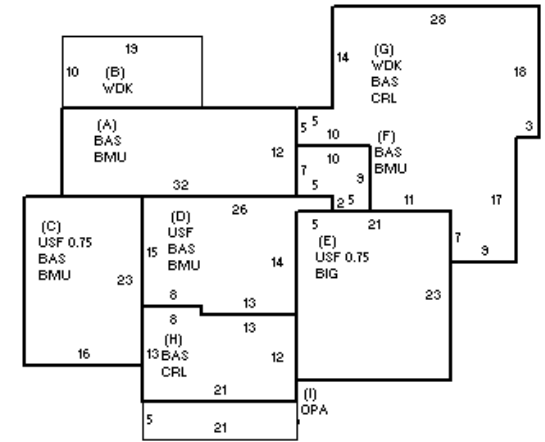 28
19
14
(G)
WDK
BAS
CRL
10
(B)
WDK
18
(A)
BAS
BMU
5
5
3
10
(F)
BAS
BMU
12
10
7
9
32
5
2
5
11
17
26
(C)
USF 0.75
BAS
BMU
(D)
USF
BAS
BMU
5
21
(E)
USF 0.75
BIG
7
9
15
14
23
23
8
13
8
13
(H)
BAS
CRL
13
12
16
21
(I)
OPA
5
21